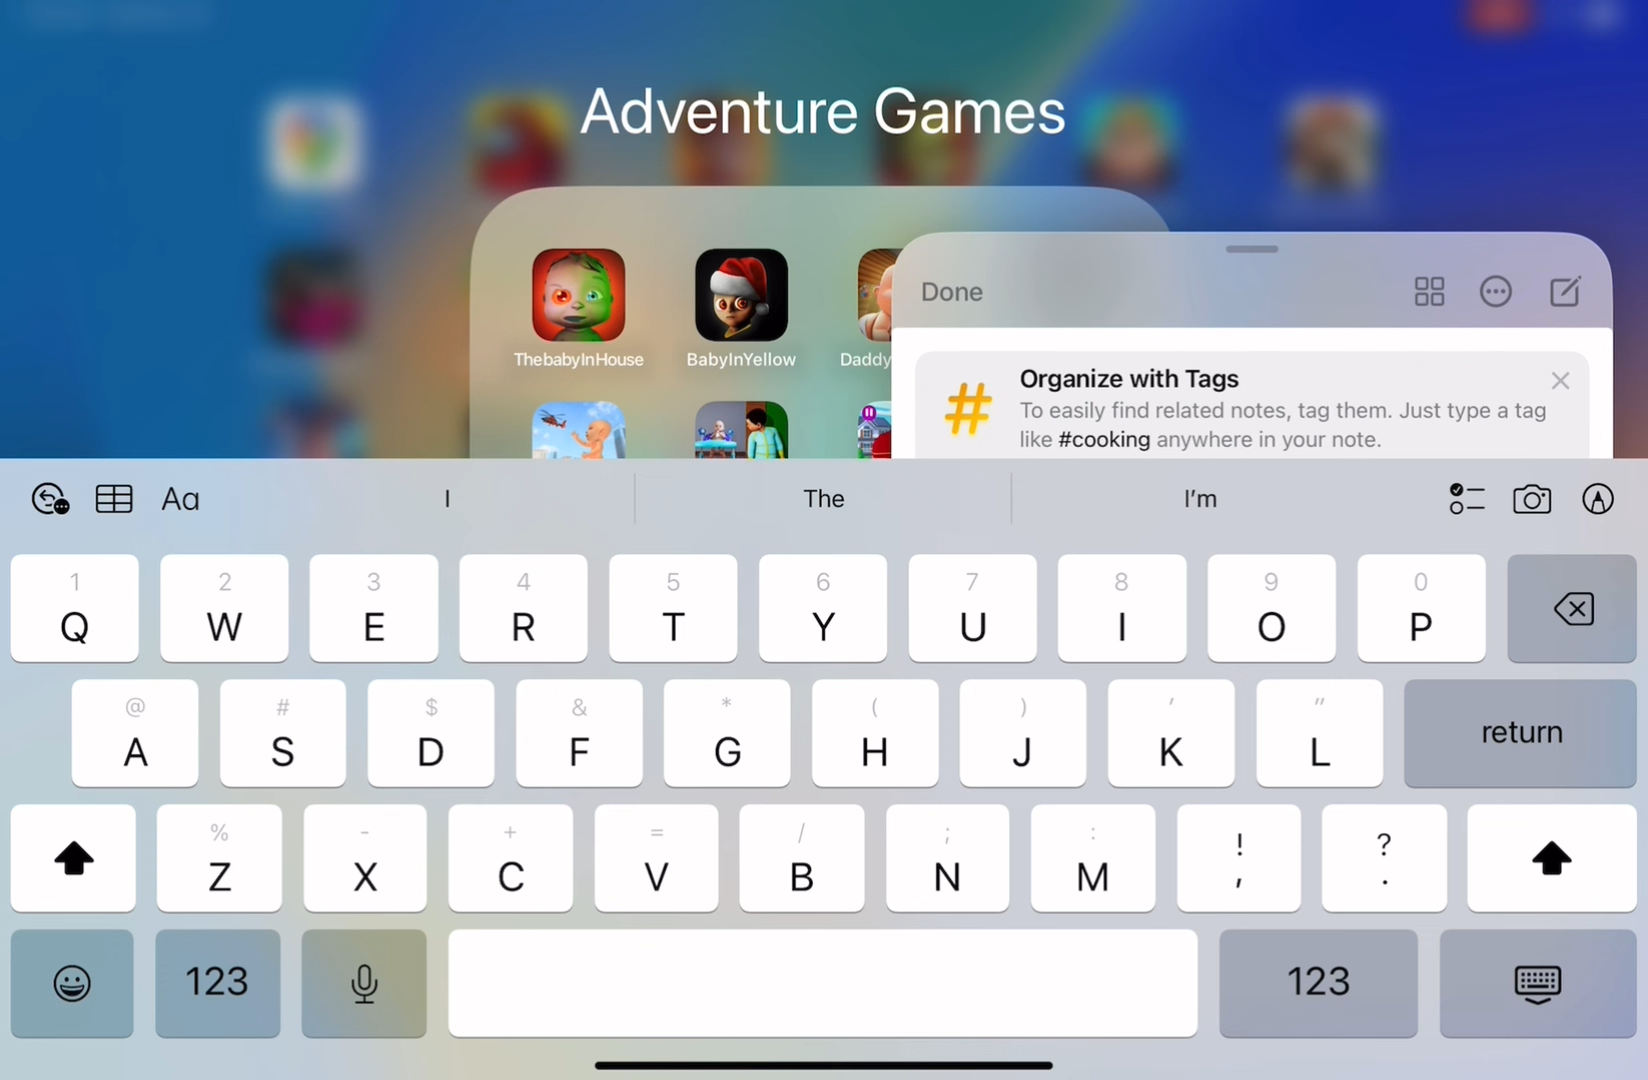 Adventure Games
ThebabyInHouse
BabyInYellow
Daddy
Done
Organize with Tags
To easily find related notes, tag them. Just type a tag
like #cooking anywhere in your note.
Aa
I
The
I'm
1 2 3 4 5 6 7 8 9 0
Q W E R T Y U I O P
@ # $ & * ( ) ' "
A S D F G H J K L
return
% - + = / ; : ! ?
Z X C V B N M , .
123
123